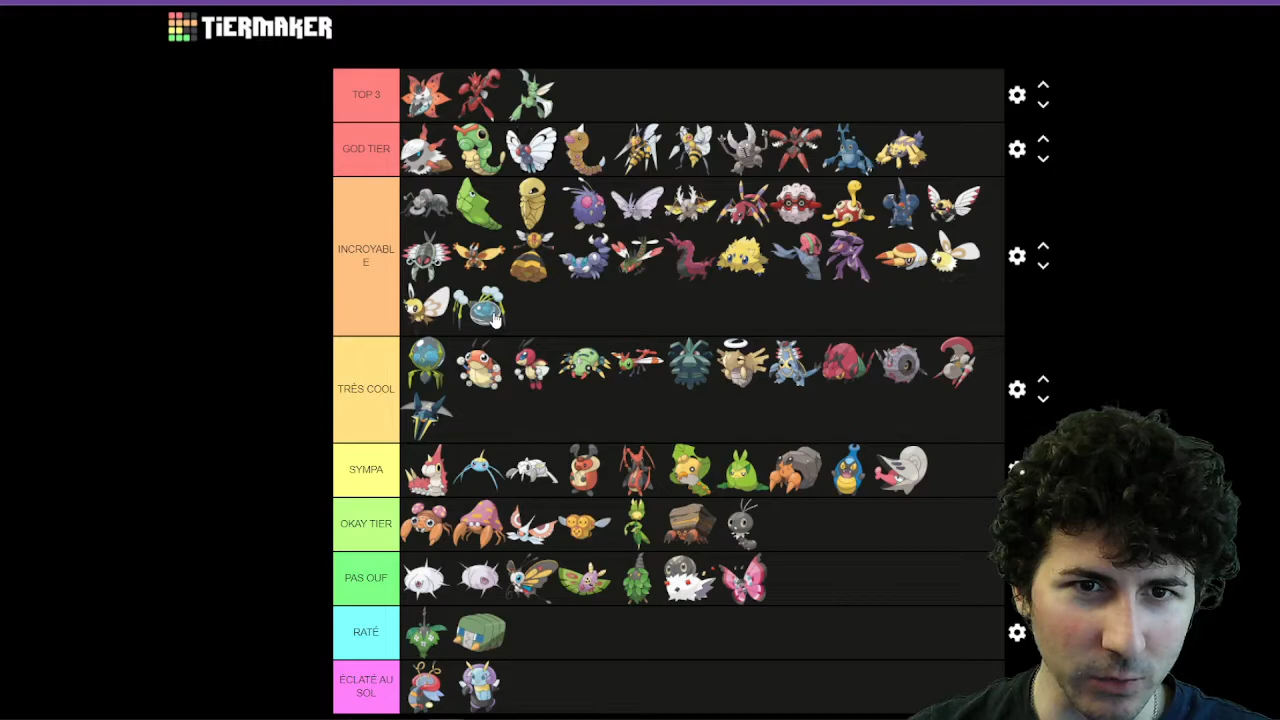 TiERMAKER
TOP 3
GOD TIER
INCROYABL
E
TRÈS COOL
SYMPA
OKAY TIER
PAS OUF
RATÉ
ÉCLATÉ AU
SOL